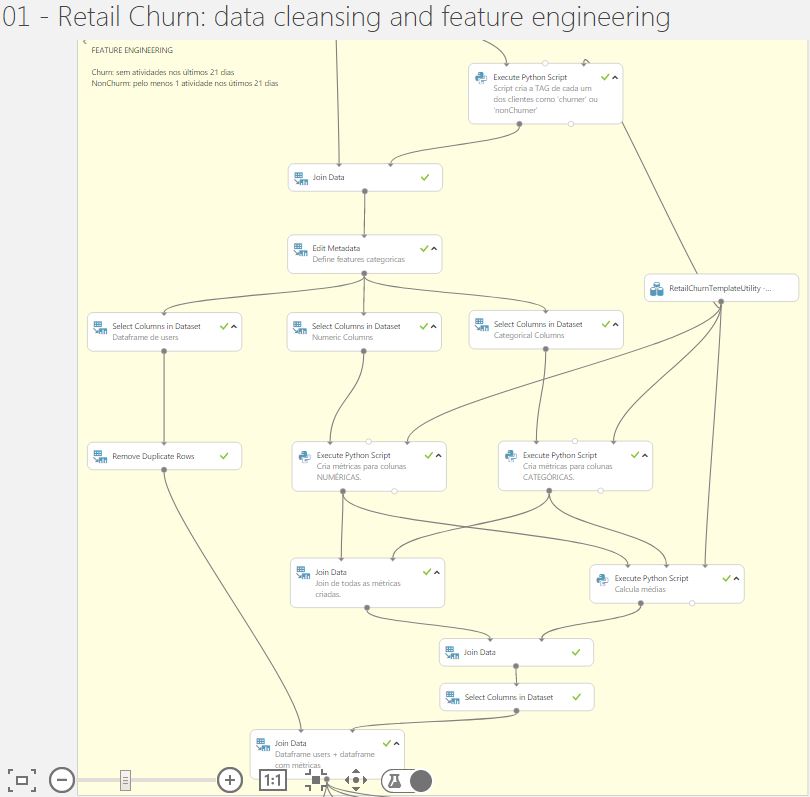 01 - Retail Churn: data cleansing and feature engineering
FEATURE ENGINEERING
Churn: sem atividades nos últimos 21 dias
NonChurn: pelo menos 1 atividade nos útimos 21 dias
Execute Python Script
Script cria a TAG de cada um
dos clientes como 'churner' ou
'nonChurner'
Join Data
Edit Metadata
Define features categoricas
RetailChurnTemplateUtility -...
Select Columns in Dataset
Dataframe de users
Select Columns in Dataset
Numeric Columns
Select Columns in Dataset
Categorical Columns
Remove Duplicate Rows
Execute Python Script
Cria métricas para colunas
NUMÉRICAS.
Execute Python Script
Cria métricas para colunas
CATEGÓRICAS.
Join Data
Join de todas as métricas
criadas.
Execute Python Script
Calcula médias
Join Data
Select Columns in Dataset
Join Data
Dataframe users + dataframe
com métricas
1:1